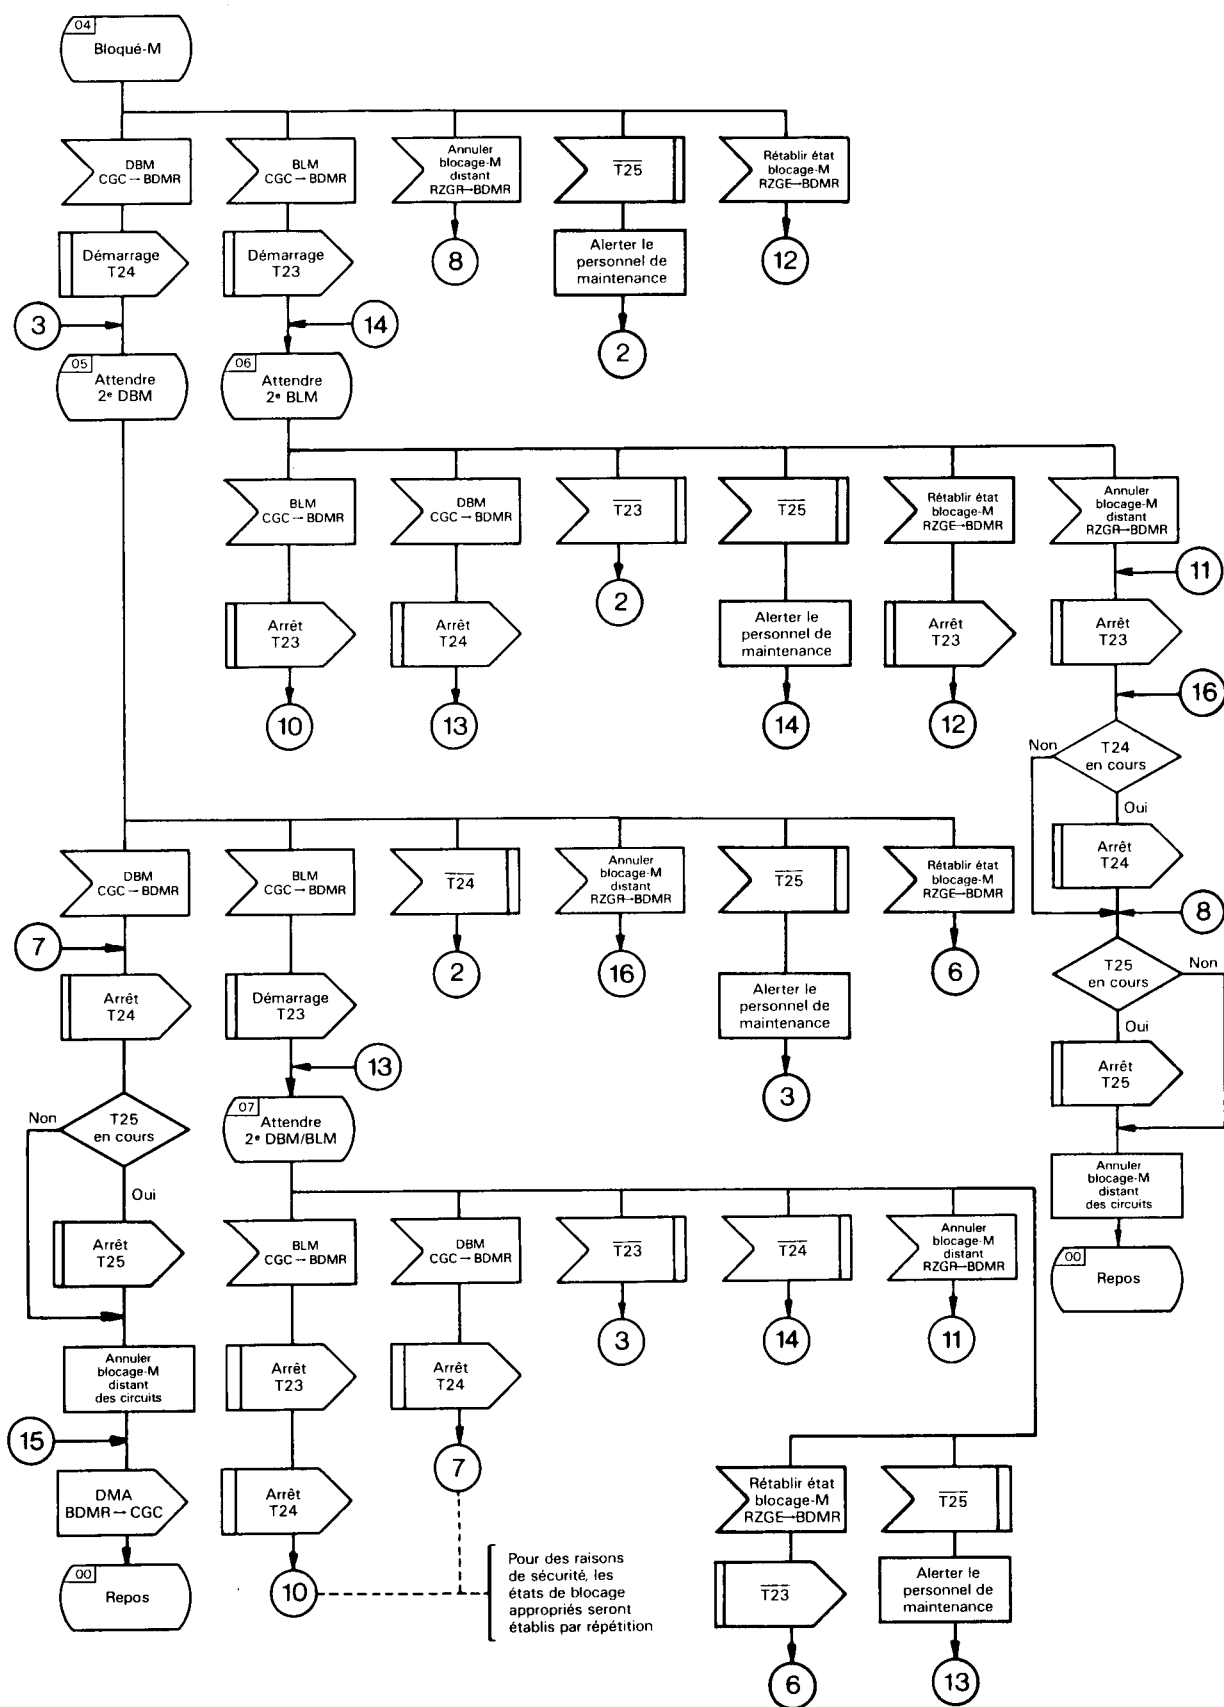 04
Bloqué-M
DBM
CGC → BDMR
BLM
CGC → BDMR
Annuler
blocage-M
distant
RZGR→BDMR
T25
Rétablir état
blocage-M
RZGE→BDMR
Démarrage
T24
Démarrage
T23
8
Alerter le
personnel de
maintenance
12
3
14
2
05
Attendre
2e DBM
06
Attendre
2e BLM
BLM
CGC → BDMR
DBM
CGC → BDMR
T23
T25
Rétablir état
blocage-M
RZGE→BDMR
Annuler
blocage-M
distant
RZGR→BDMR
11
2
Arrêt
T23
Arrêt
T24
Alerter le
personnel de
maintenance
Arrêt
T23
Arrêt
T23
16
10
13
14
12
Non
T24
en cours
Oui
DBM
CGC → BDMR
BLM
CGC → BDMR
T24
Annuler
blocage-M
distant
RZGR→BDMR
T25
Rétablir état
blocage-M
RZGE→BDMR
Arrêt
T24
8
7
2
16
6
T25
en cours
Non
Arrêt
T24
Démarrage
T23
Alerter le
personnel de
maintenance
Oui
13
3
Arrêt
T25
Non
T25
en cours
07
Attendre
2e DBM/BLM
Annuler
blocage-M
distant
des circuits
Oui
Arrêt
T25
BLM
CGC → BDMR
DBM
CGC → BDMR
T23
T24
Annuler
blocage-M
distant
RZGR→BDMR
00
Repos
3
14
11
Annuler
blocage-M
distant
des circuits
Arrêt
T23
Arrêt
T24
15
7
DMA
BDMR → CGC
Arrêt
T24
Rétablir état
blocage-M
RZGE→BDMR
T25
00
Repos
10
Pour des raisons
de sécurité, les
états de blocage
appropriés seront
établis par répétition
T23
Alerter le
personnel de
maintenance
6
13